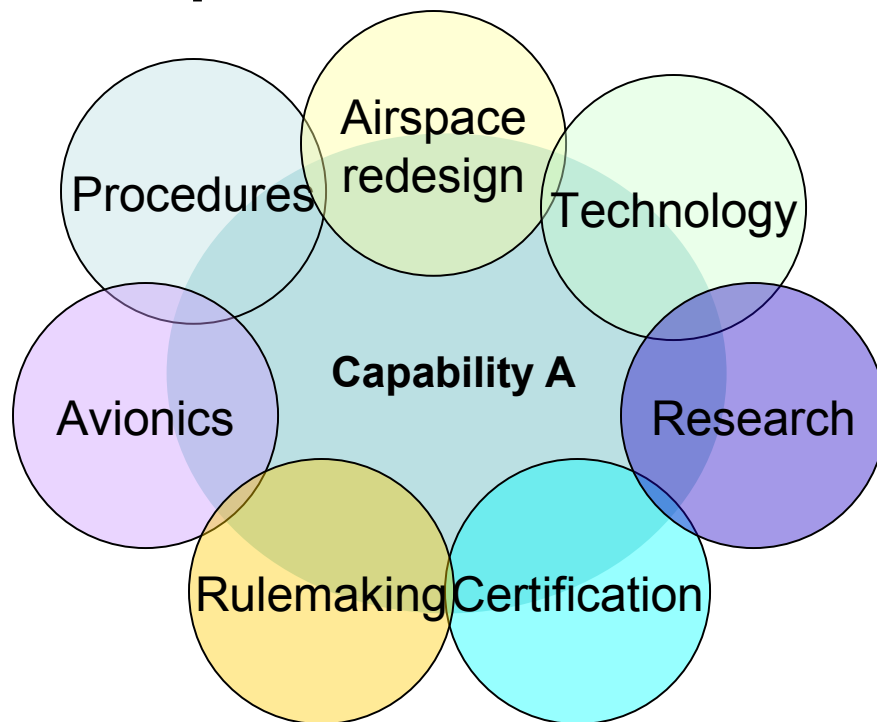 Airspace
redesign
Procedures
Technology
Capability A
Avionics
Research
Rulemaking
Certification